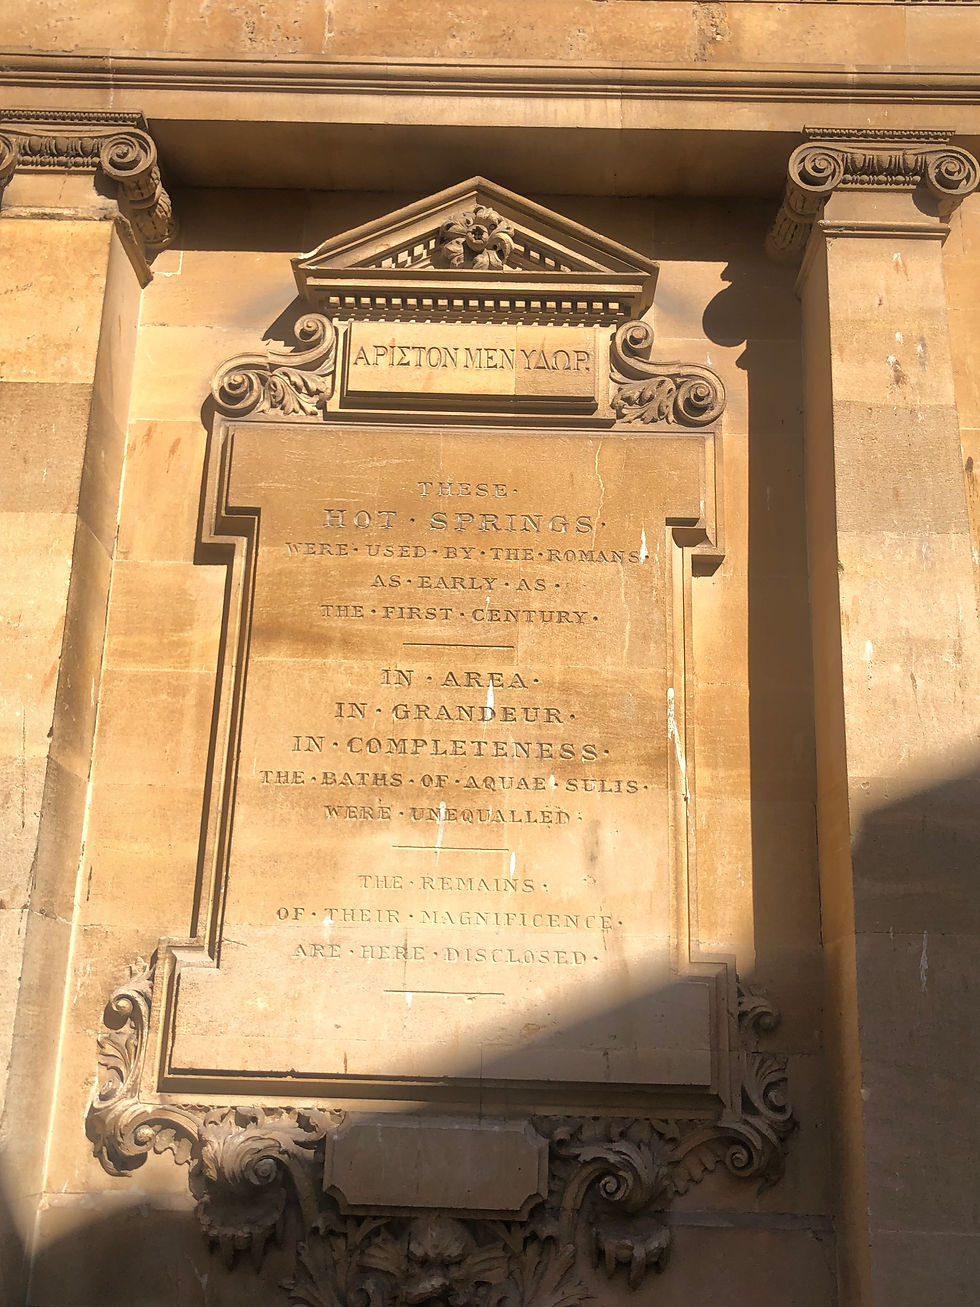 ΑΡΙΣΤΟΝ ΜΕΝ ΥΔΩΡ.
THESE·
HOT · SPRINGS·
WERE·USED·BY·THE·ROMANS·
AS·EARLY·AS·
THE·FIRST·CENTURY·
IN·AREA·
IN·GRANDEUR·
IN·COMPLETENESS·
THE·BATHS·OF·AQUAE·SULIS·
WERE·UNEQUALLED·
THE·REMAINS·
OF·THEIR·MAGNIFICENCE·
ARE·HERE·DISCLOSED·